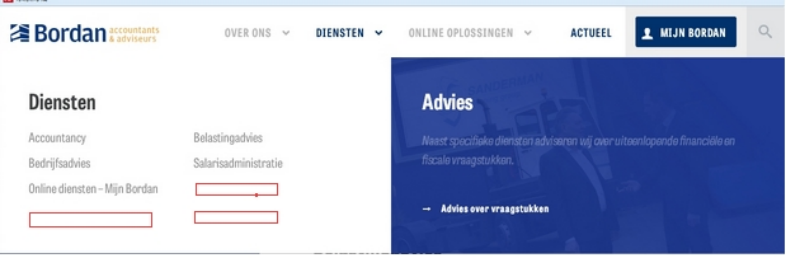 Bordan accountants & adviseurs
OVER ONS
DIENSTEN
ONLINE OPLOSSINGEN
ACTUEEL
MIJN BORDAN
Diensten
Accountancy
Belastingadvies
Bedrijfsadvies
Salarisadministratie
Online diensten – Mijn Bordan
Advies
Naast specifieke diensten adviseren wij over uiteenlopende financiële en
fiscale vraagstukken.
→ Advies over vraagstukken